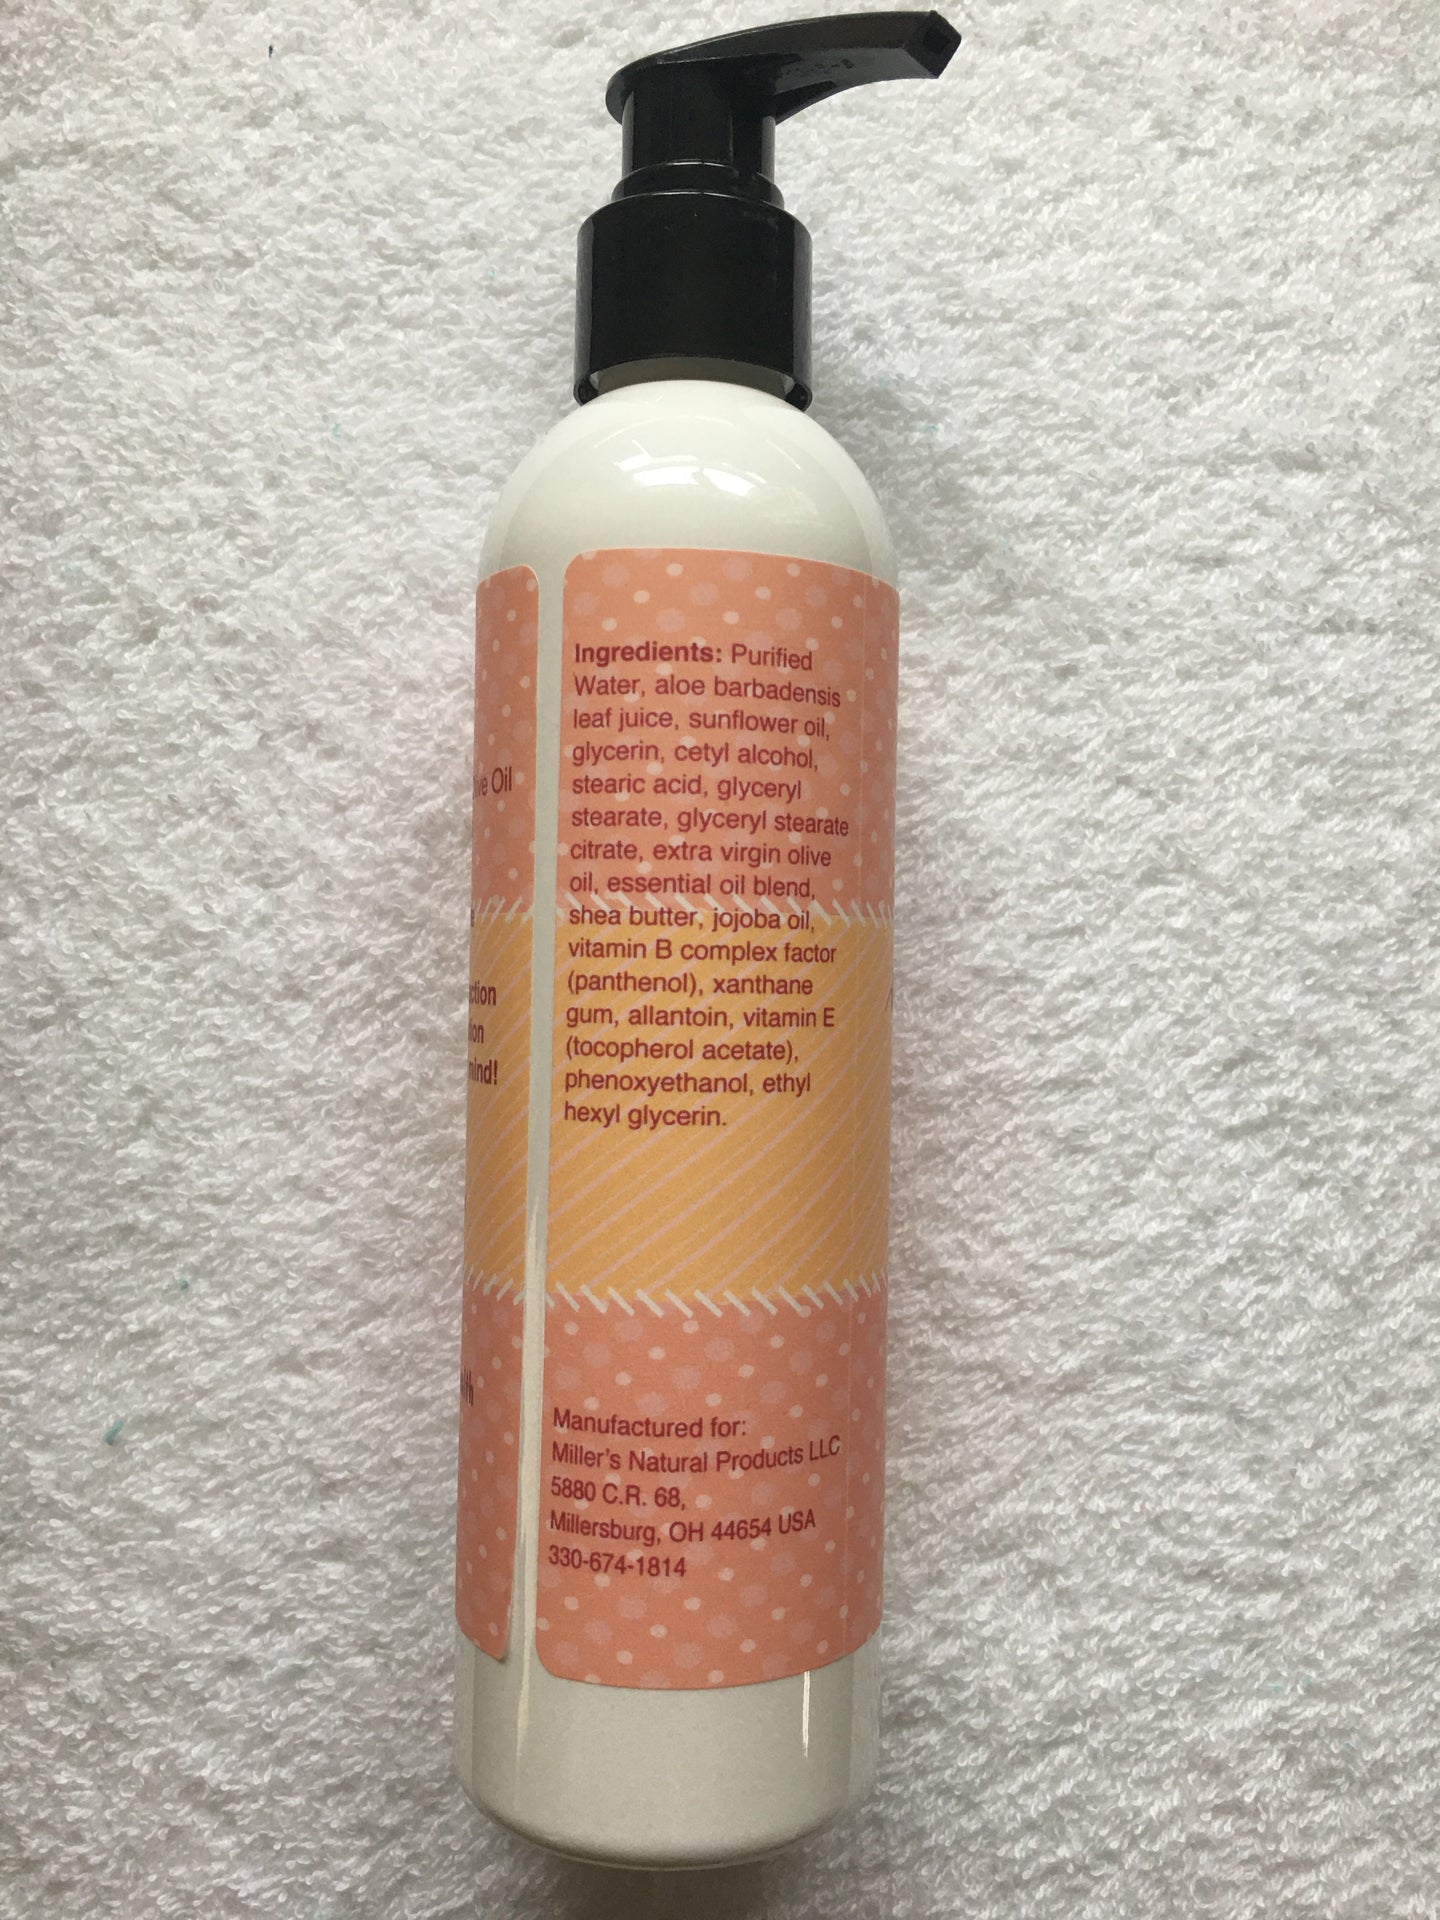 Ingredients: Purified
Water, aloe barbadensis
leaf juice, sunflower oil,
glycerin, cetyl alcohol,
stearic acid, glyceryl
stearate, glyceryl stearate
citrate, extra virgin olive
oil, essential oil blend,
shea butter, jojoba oil,
vitamin B complex factor
(panthenol), xanthane
gum, allantoin, vitamin E
(tocopherol acetate),
phenoxyethanol, ethyl
hexyl glycerin.
Manufactured for:
Miller's Natural Products LLC
5880 C.R. 68,
Millersburg, OH 44654 USA
330-674-1814
Oil